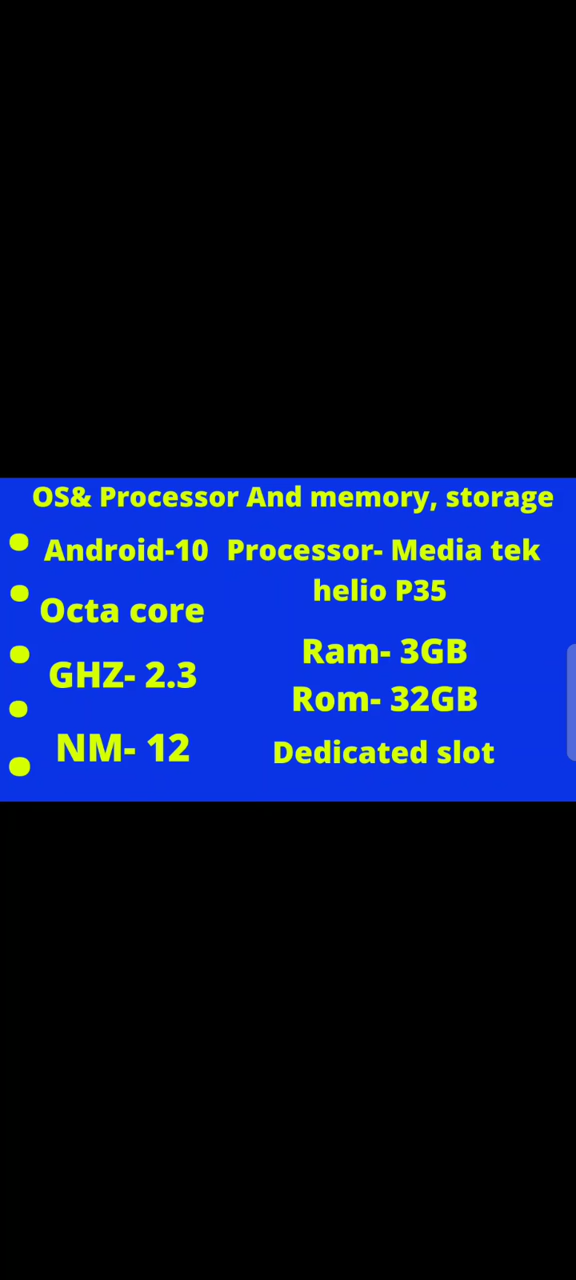 OS& Processor And memory, storage
Android-10
Octa core
GHZ- 2.3
NM- 12
Processor- Media tek
helio P35
Ram- 3GB
Rom- 32GB
Dedicated slot